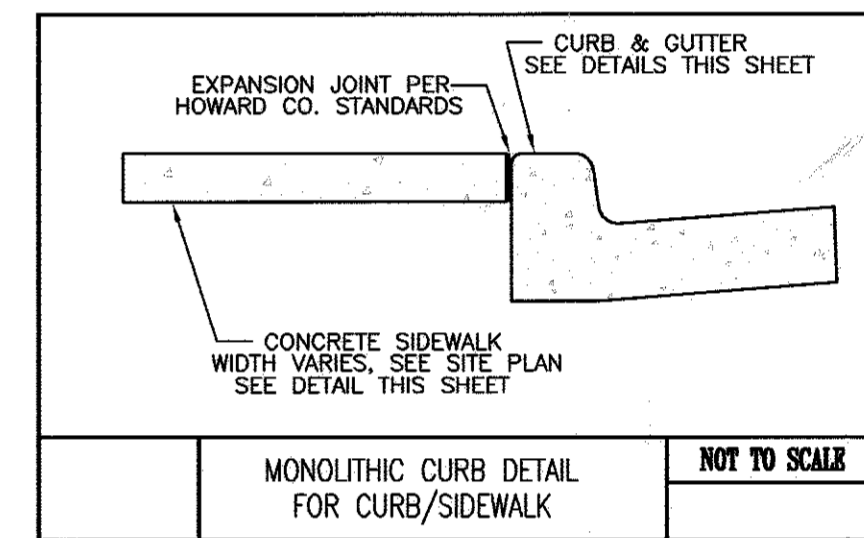 CURB & GUTTER
SEE DETAILS THIS SHEET
EXPANSION JOINT PER
HOWARD CO. STANDARDS
CONCRETE SIDEWALK
WIDTH VARIES, SEE SITE PLAN
SEE DETAIL THIS SHEET
MONOLITHIC CURB DETAIL
FOR CURB/SIDEWALK
NOT TO SCALE